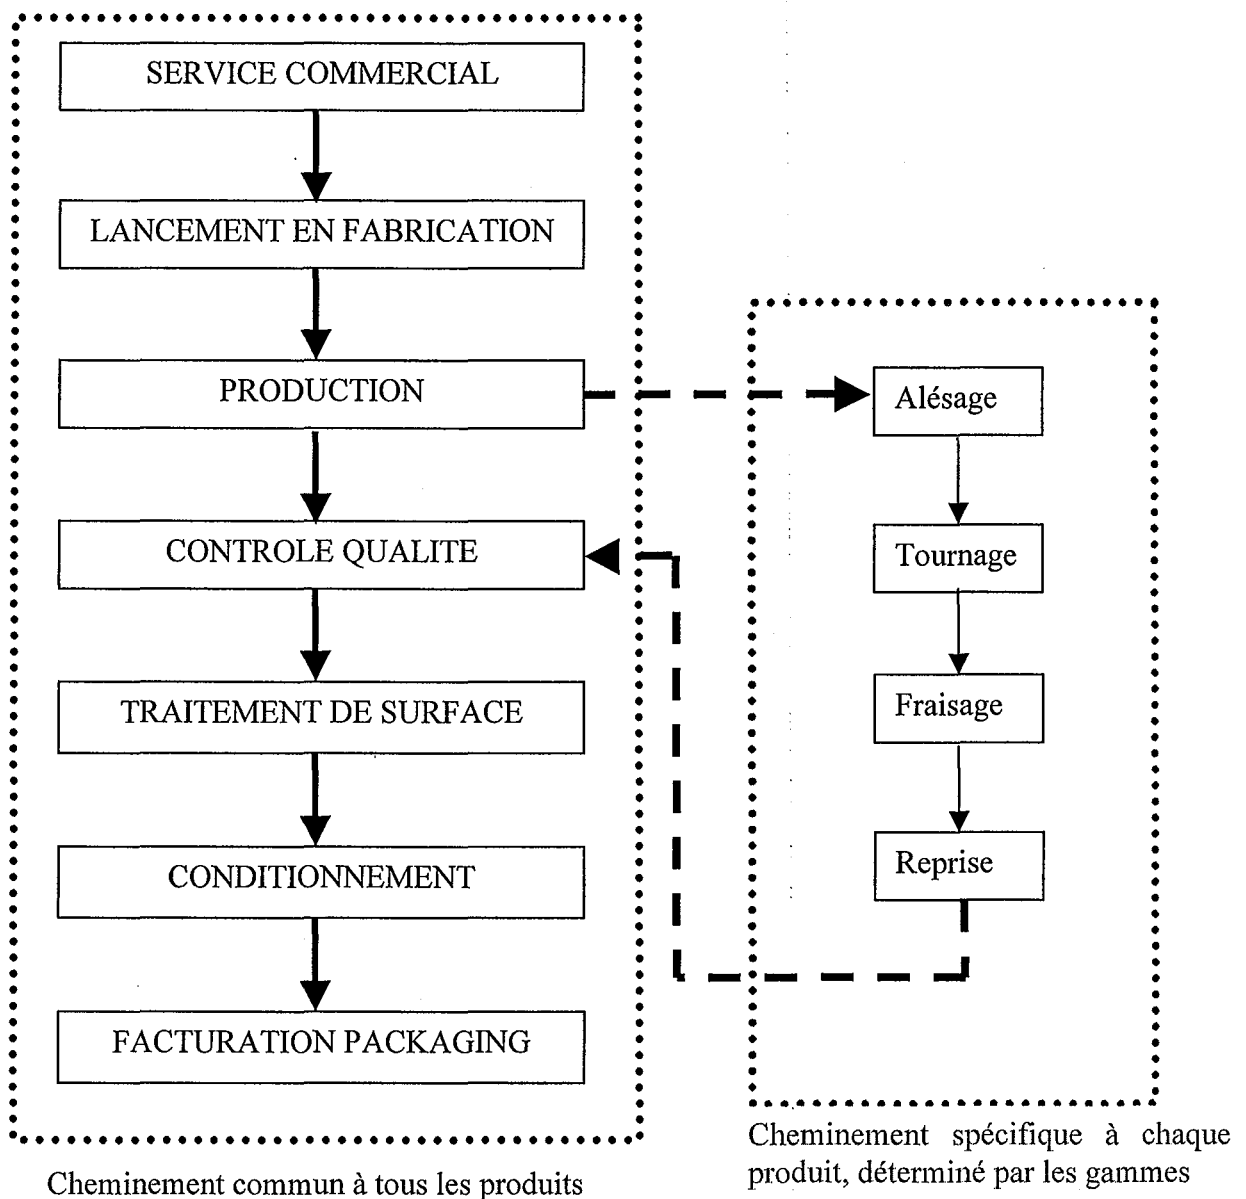 SERVICE COMMERCIAL
LANCEMENT EN FABRICATION
PRODUCTION
CONTROLE QUALITE
TRAITEMENT DE SURFACE
CONDITIONNEMENT
FACTURATION PACKAGING
Cheminement commun à tous les produits
Alésage
Tournage
Fraisage
Reprise
Cheminement spécifique à chaque
produit, déterminé par les gammes